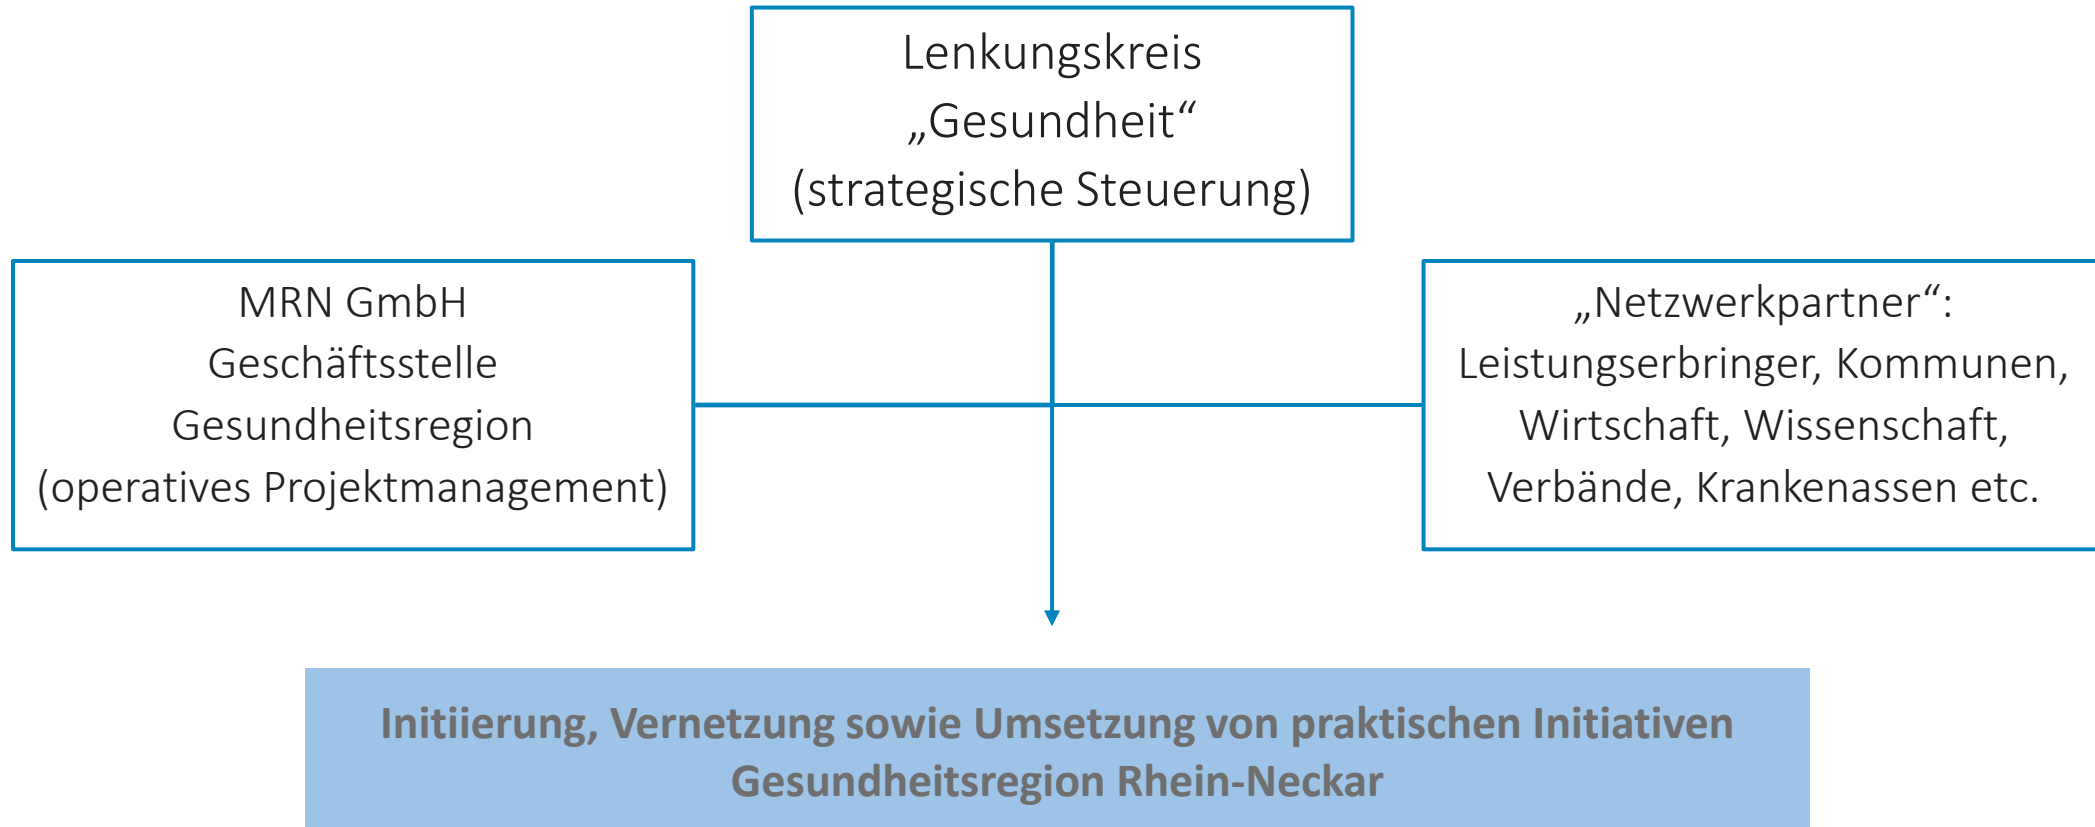 Lenkungskreis
„Gesundheit“
(strategische Steuerung)
MRN GmbH
Geschäftsstelle
Gesundheitsregion
(operatives Projektmanagement)
„Netzwerkpartner“:
Leistungserbringer, Kommunen,
Wirtschaft, Wissenschaft,
Verbände, Krankenassen etc.
Initiierung, Vernetzung sowie Umsetzung von praktischen Initiativen
Gesundheitsregion Rhein-Neckar